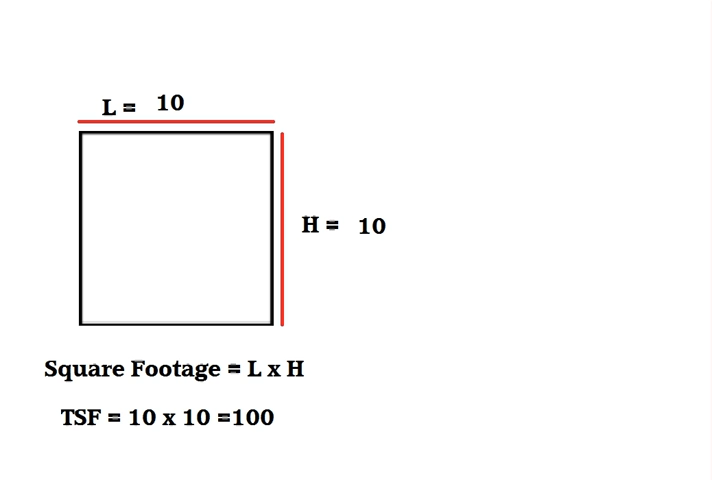 L = 10
H = 10
Square Footage = L x H
TSF = 10 x 10 =100